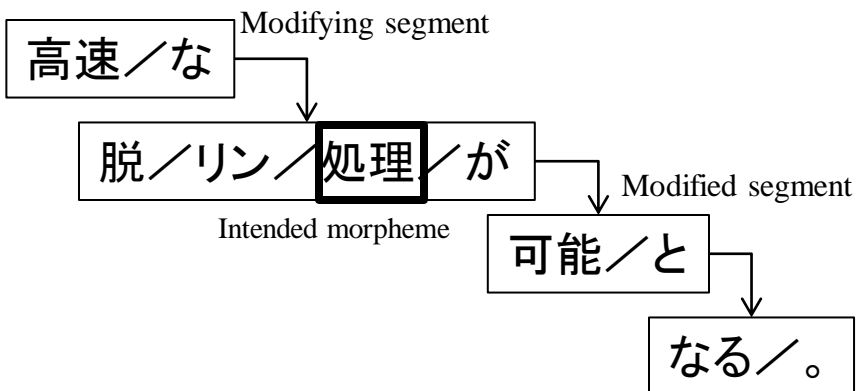 Modifying segment
高速／な
脱／リン／処理／が
Modified segment
Intended morpheme
可能／と
なる／。